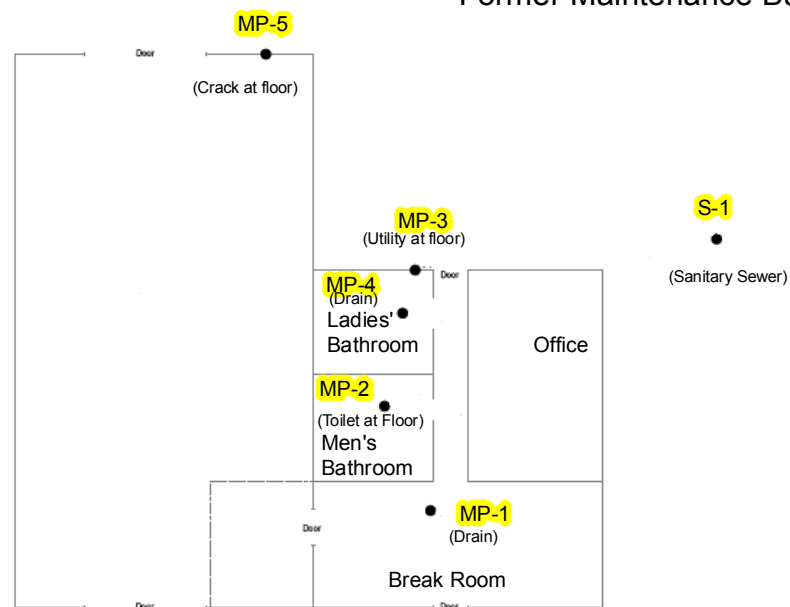 Former Maintenance Bu
MP-5
Door
(Crack at floor)
S-1
MP-3
(Utility at floor)
(Sanitary Sewer)
Door
MP-4
(Drain)
Ladies'
Bathroom
Office
MP-2
(Toilet at Floor)
Men's
Bathroom
MP-1
Door
(Drain)
Break Room
Door
Door